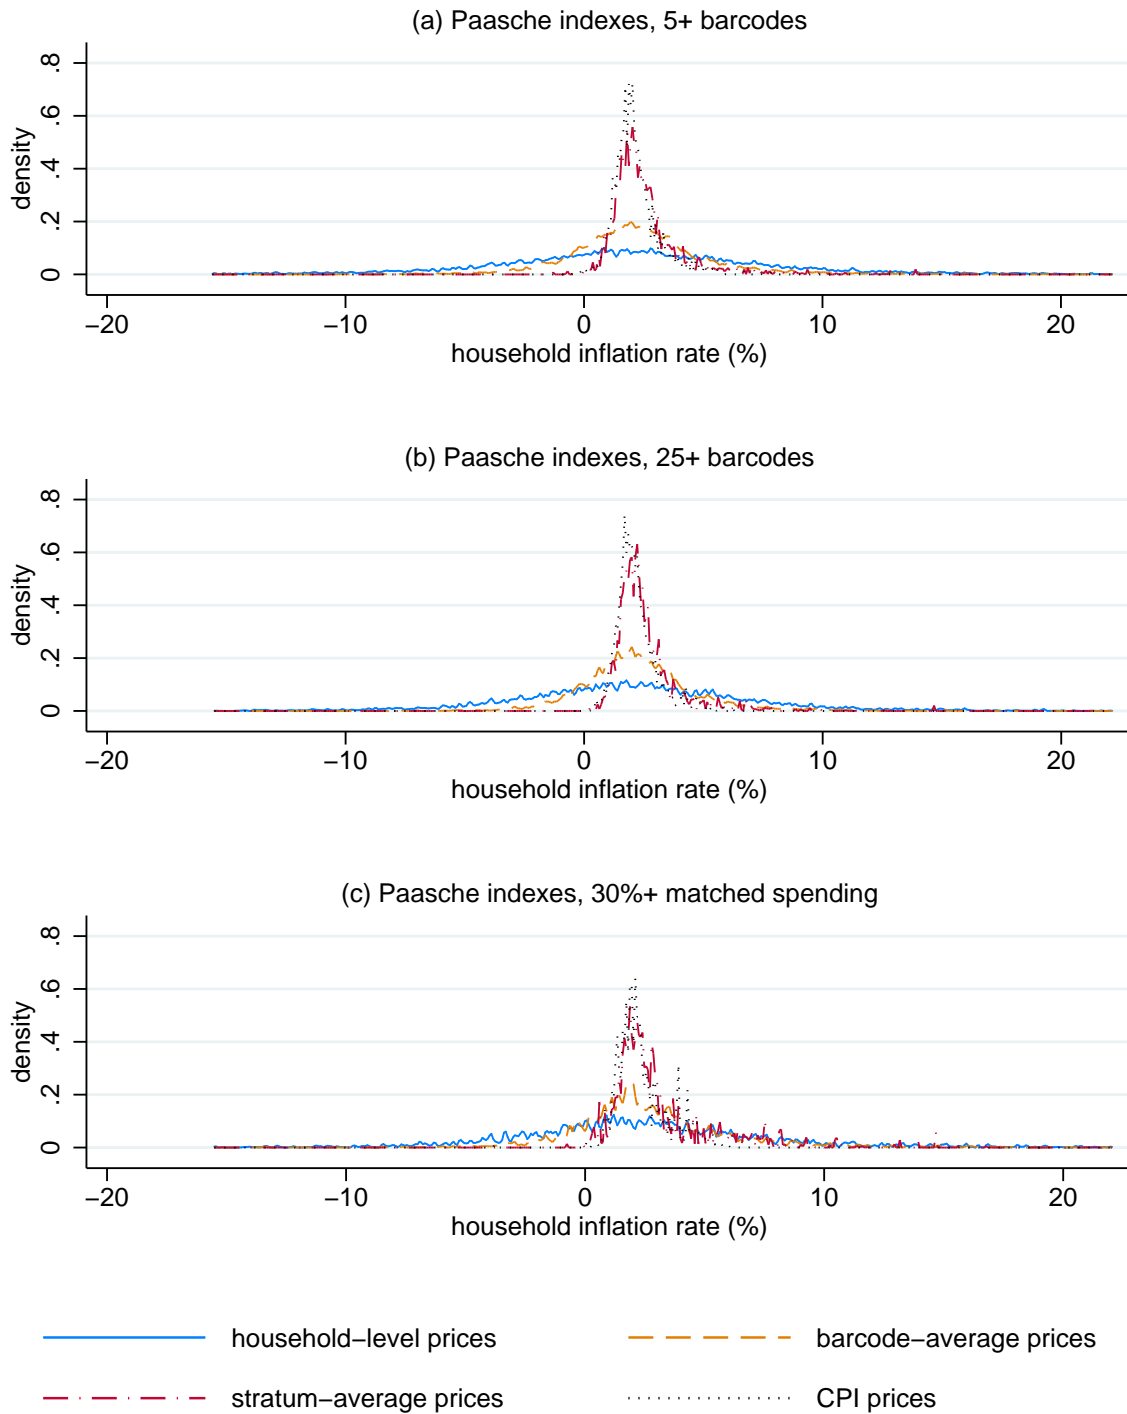 (a) Paasche indexes, 5+ barcodes
density
0 .2 .4 .6 .8
−20 −10 0 10 20
household inflation rate (%)
(b) Paasche indexes, 25+ barcodes
density
0 .2 .4 .6 .8
−20 −10 0 10 20
household inflation rate (%)
(c) Paasche indexes, 30%+ matched spending
density
0 .2 .4 .6 .8
−20 −10 0 10 20
household inflation rate (%)
household−level prices
barcode−average prices
stratum−average prices
CPI prices